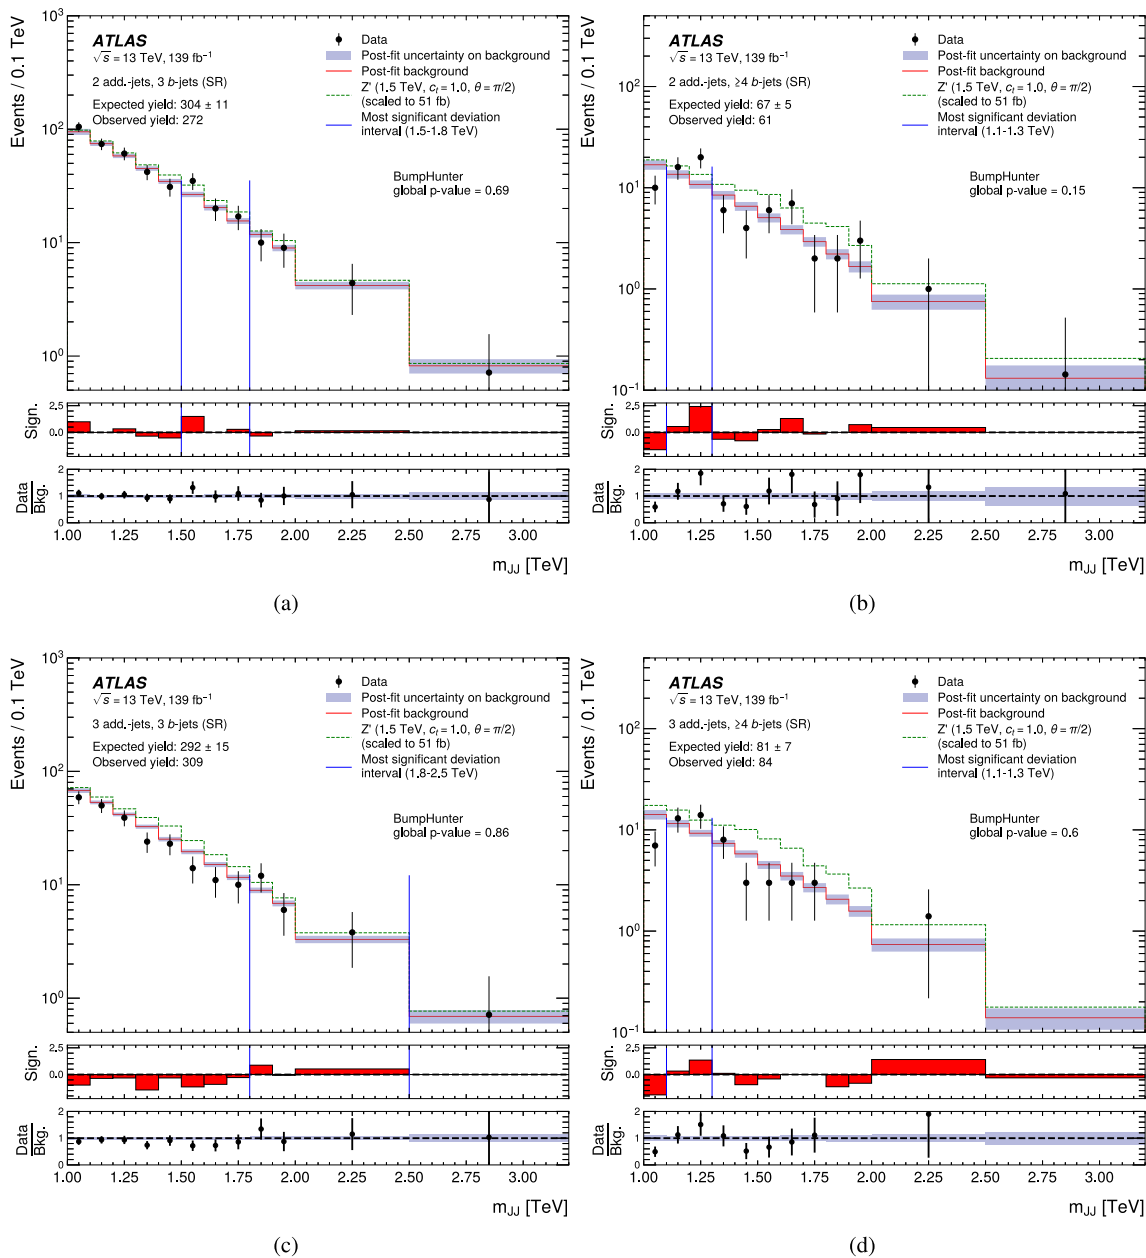 ATLAS
√s = 13 TeV, 139 fb⁻¹
2 add.-jets, 3 b-jets (SR)
Expected yield: 304 ± 11
Observed yield: 272
Data
Post-fit uncertainty on background
Post-fit background
Z' (1.5 TeV, cₜ = 1.0, θ = π/2)
(scaled to 51 fb)
Most significant deviation
interval (1.5-1.8 TeV)
BumpHunter
global p-value = 0.69
Events / 0.1 TeV
10³
10²
10¹
10⁰
Sign.
2.5
0.0
Data
Bkg.
2
1
0
1.00 1.25 1.50 1.75 2.00 2.25 2.50 2.75 3.00
m_JJ [TeV]
(a)
ATLAS
√s = 13 TeV, 139 fb⁻¹
2 add.-jets, ≥4 b-jets (SR)
Expected yield: 67 ± 5
Observed yield: 61
Data
Post-fit uncertainty on background
Post-fit background
Z' (1.5 TeV, cₜ = 1.0, θ = π/2)
(scaled to 51 fb)
Most significant deviation
interval (1.1-1.3 TeV)
BumpHunter
global p-value = 0.15
Events / 0.1 TeV
10²
10¹
10⁰
10⁻¹
Sign.
2.5
0.0
Data
Bkg.
2
1
0
1.00 1.25 1.50 1.75 2.00 2.25 2.50 2.75 3.00
m_JJ [TeV]
(b)
ATLAS
√s = 13 TeV, 139 fb⁻¹
3 add.-jets, 3 b-jets (SR)
Expected yield: 292 ± 15
Observed yield: 309
Data
Post-fit uncertainty on background
Post-fit background
Z' (1.5 TeV, cₜ = 1.0, θ = π/2)
(scaled to 51 fb)
Most significant deviation
interval (1.8-2.5 TeV)
BumpHunter
global p-value = 0.86
Events / 0.1 TeV
10³
10²
10¹
10⁰
Sign.
2.5
0.0
Data
Bkg.
2
1
0
1.00 1.25 1.50 1.75 2.00 2.25 2.50 2.75 3.00
m_JJ [TeV]
(c)
ATLAS
√s = 13 TeV, 139 fb⁻¹
3 add.-jets, ≥4 b-jets (SR)
Expected yield: 81 ± 7
Observed yield: 84
Data
Post-fit uncertainty on background
Post-fit background
Z' (1.5 TeV, cₜ = 1.0, θ = π/2)
(scaled to 51 fb)
Most significant deviation
interval (1.1-1.3 TeV)
BumpHunter
global p-value = 0.6
Events / 0.1 TeV
10²
10¹
10⁰
10⁻¹
Sign.
2.5
0.0
Data
Bkg.
2
1
0
1.00 1.25 1.50 1.75 2.00 2.25 2.50 2.75 3.00
m_JJ [TeV]
(d)